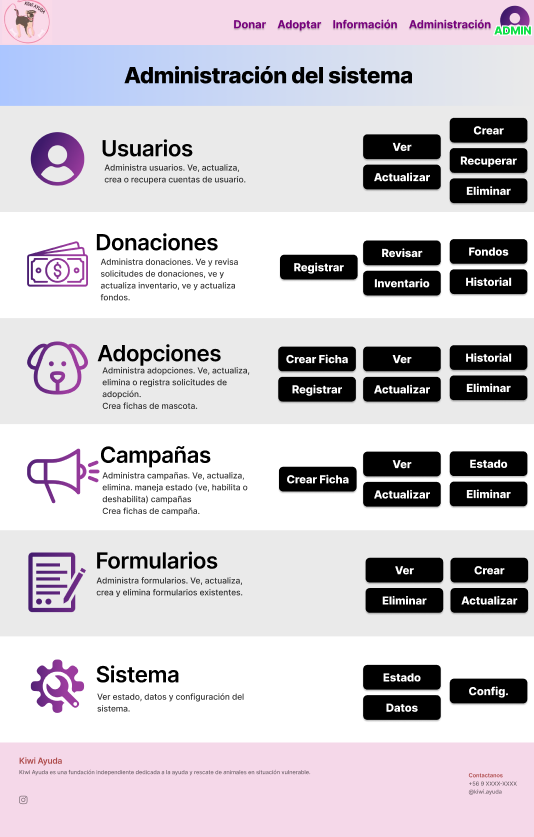 KIWI AYUDA
Donar Adoptar Información Administración
ADMIN
Administración del sistema
Usuarios
Administra usuarios. Ve, actualiza,
crea o recupera cuentas de usuario.
Ver
Actualizar
Crear
Recuperar
Eliminar
Donaciones
Administra donaciones. Ve y revisa
solicitudes de donaciones, ve y
actualiza inventario, ve y actualiza
fondos.
Registrar
Revisar
Inventario
Fondos
Historial
Adopciones
Administra adopciones. Ve, actualiza,
elimina o registra solicitudes de
adopción.
Crea fichas de mascota.
Crear Ficha
Registrar
Ver
Actualizar
Historial
Eliminar
Campañas
Administra campañas. Ve, actualiza,
elimina. maneja estado (ve, habilita o
deshabilita) campañas
Crea fichas de campaña.
Crear Ficha
Ver
Actualizar
Estado
Eliminar
Formularios
Administra formularios. Ve, actualiza,
crea y elimina formularios existentes.
Ver
Eliminar
Crear
Actualizar
Sistema
Ver estado, datos y configuración del
sistema.
Estado
Datos
Config.
Kiwi Ayuda
Kiwi Ayuda es una fundación independiente dedicada a la ayuda y rescate de animales en situación vulnerable.
Contactanos
+56 9 XXXX-XXXX
@kiwi.ayuda